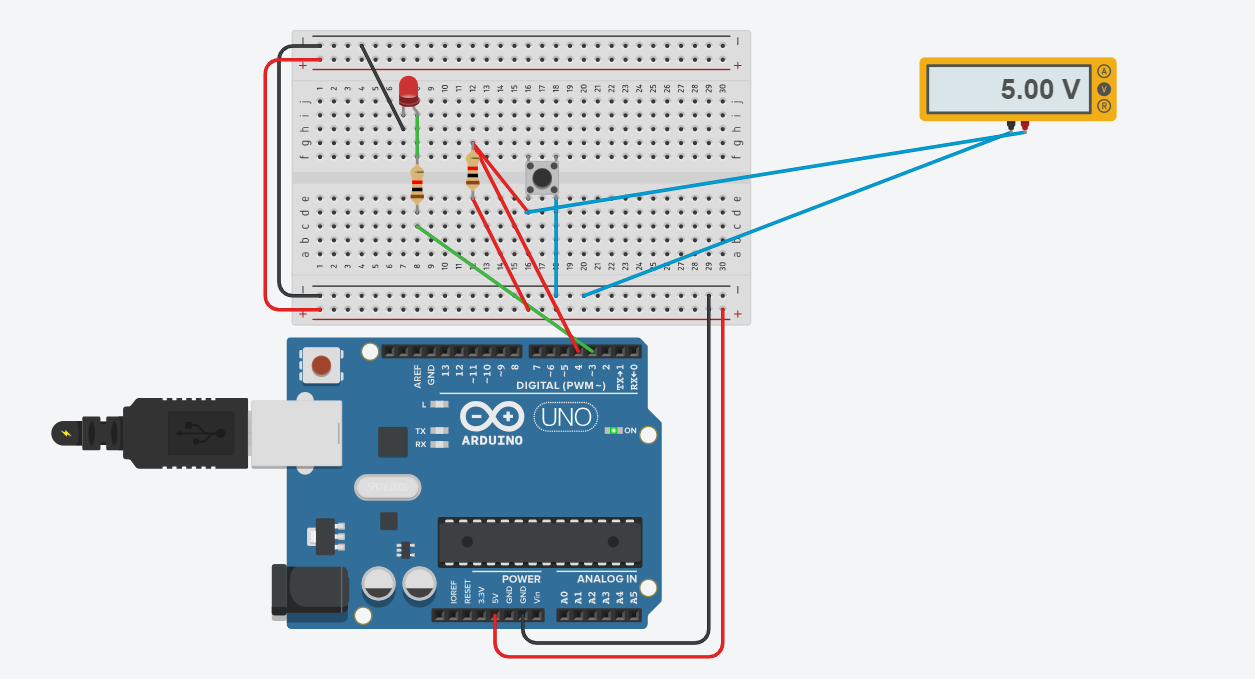 1 2 3 4 5 6 7 8 9 10 11 12 13 14 15 16 17 18 19 20 21 22 23 24 25 26 27 28 29 30
j j
i i
h h
g g
f f
e e
d d
c c
b b
a a
1 2 3 4 5 6 7 8 9 10 11 12 13 14 15 16 17 18 19 20 21 22 23 24 25 26 27 28 29 30
5.00 V
A
V
R
AREF GND 13 12 ~11 ~10 ~9 8 7 ~6 ~5 4 ~3 2 TX→1 RX←0
DIGITAL (PWM~)
L
TX
RX
ARDUINO
UNO
ON
POWER ANALOG IN
IOREF RESET 3.3V 5V GND GND Vin A0 A1 A2 A3 A4 A5